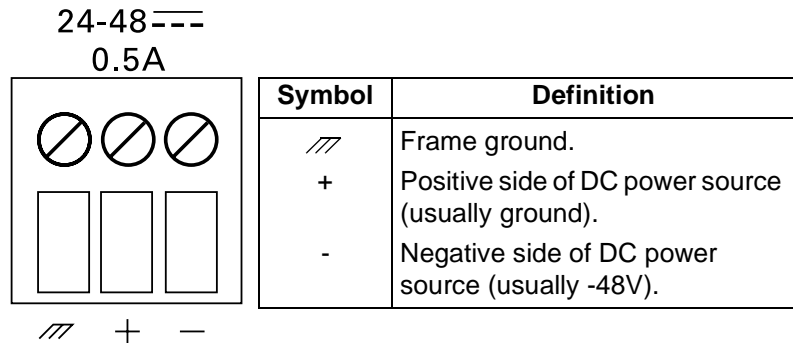 24-48⎓
0.5A
Symbol Definition
Frame ground.
+ Positive side of DC power source
(usually ground).
- Negative side of DC power
source (usually -48V).
+ −